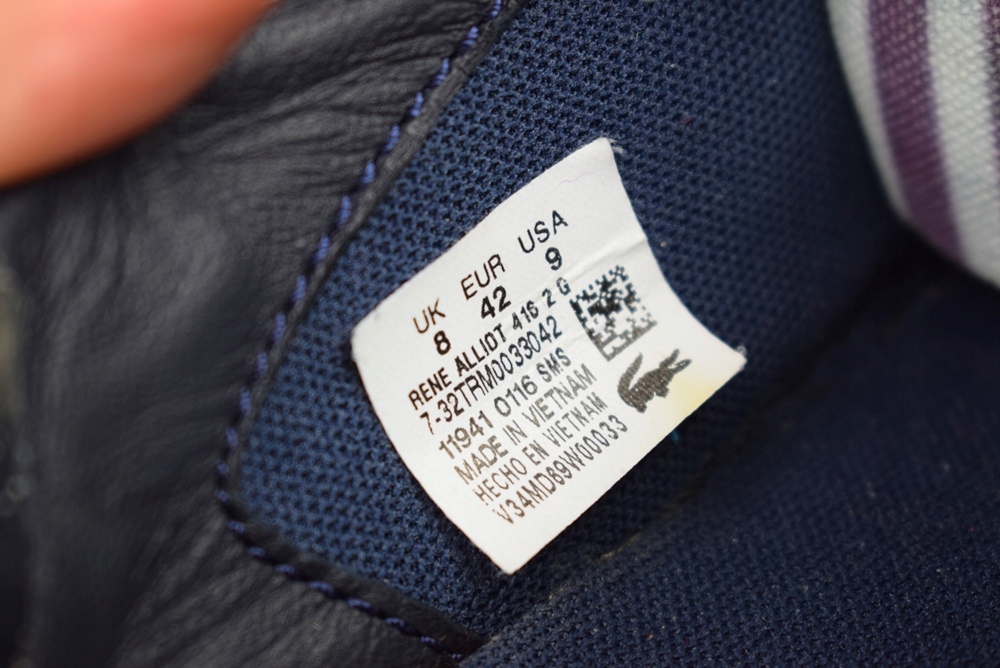 UK EUR USA
8 42 9
RENE ALLIOT 416 2 G
7-32TRM0033042
11941 0116 SMS
MADE IN VIETNAM
HECHO EN VIETNAM
V34MD69W00033